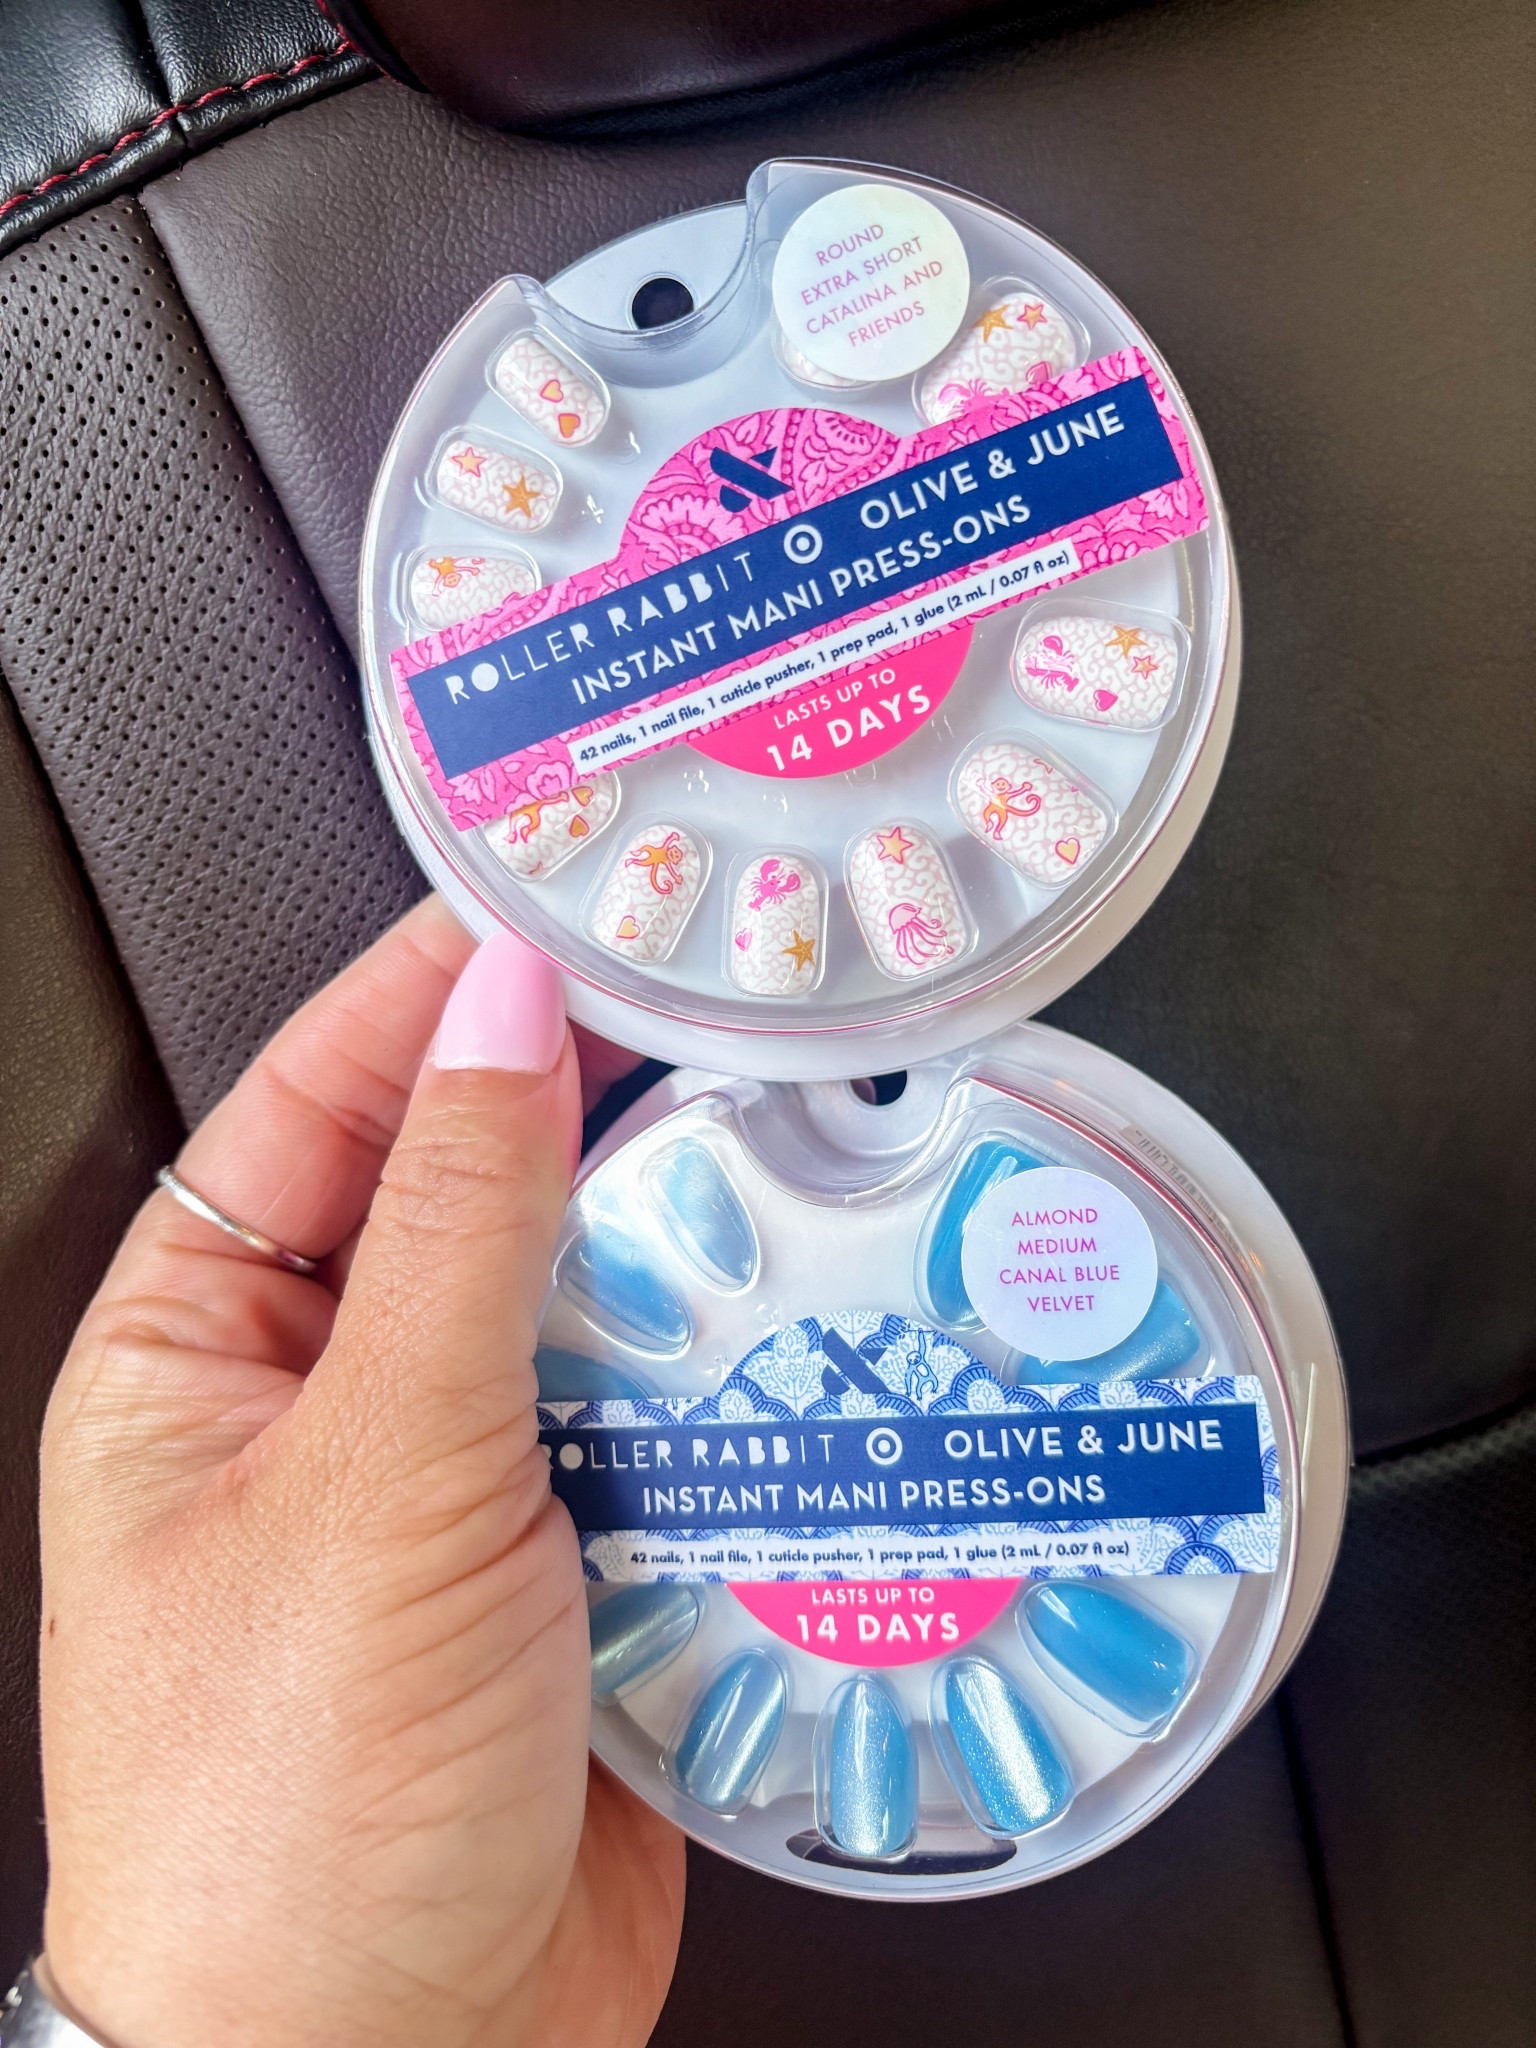 ROUND
EXTRA SHORT
CATALINA AND
FRIENDS
ROLLER RABBIT OLIVE & JUNE
INSTANT MANI PRESS-ONS
42 nails, 1 nail file, 1 cuticle pusher, 1 prep pad, 1 glue (2 mL / 0.07 fl oz)
LASTS UP TO
14 DAYS
ALMOND
MEDIUM
CANAL BLUE
VELVET
ROLLER RABBIT OLIVE & JUNE
INSTANT MANI PRESS-ONS
42 nails, 1 nail file, 1 cuticle pusher, 1 prep pad, 1 glue (2 mL / 0.07 fl oz)
LASTS UP TO
14 DAYS